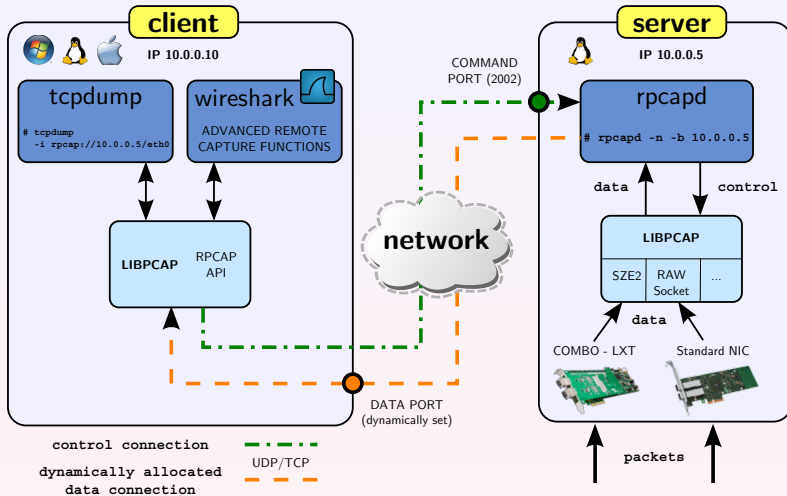 client
IP 10.0.0.10
tcpdump
# tcpdump
-i rpcap://10.0.0.5/eth0
wireshark
ADVANCED REMOTE
CAPTURE FUNCTIONS
LIBPCAP
RPCAP
API
COMMAND
PORT (2002)
network
DATA PORT
(dynamically set)
server
IP 10.0.0.5
rpcapd
# rpcapd -n -b 10.0.0.5
data
control
LIBPCAP
SZE2
RAW
Socket
...
data
COMBO - LXT
Standard NIC
packets
control connection
UDP/TCP
dynamically allocated
data connection